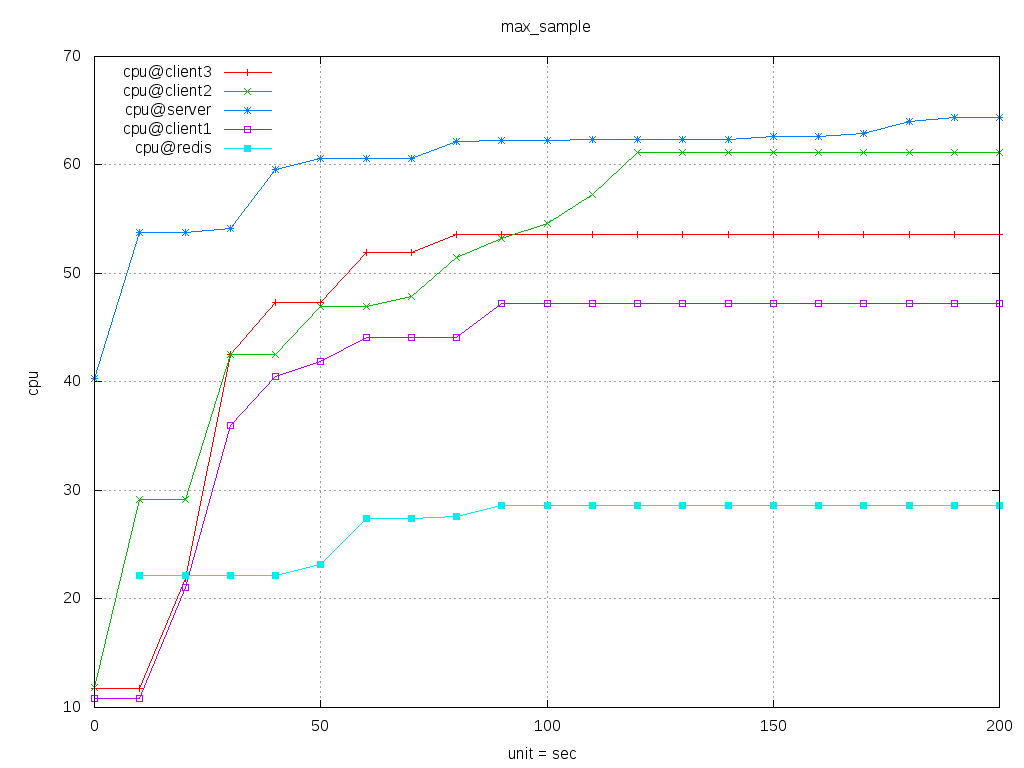 max_sample
cpu@client3
cpu@client2
cpu@server
cpu@client1
cpu@redis
70
60
50
40
30
20
10
cpu
0
50
100
150
200
unit = sec